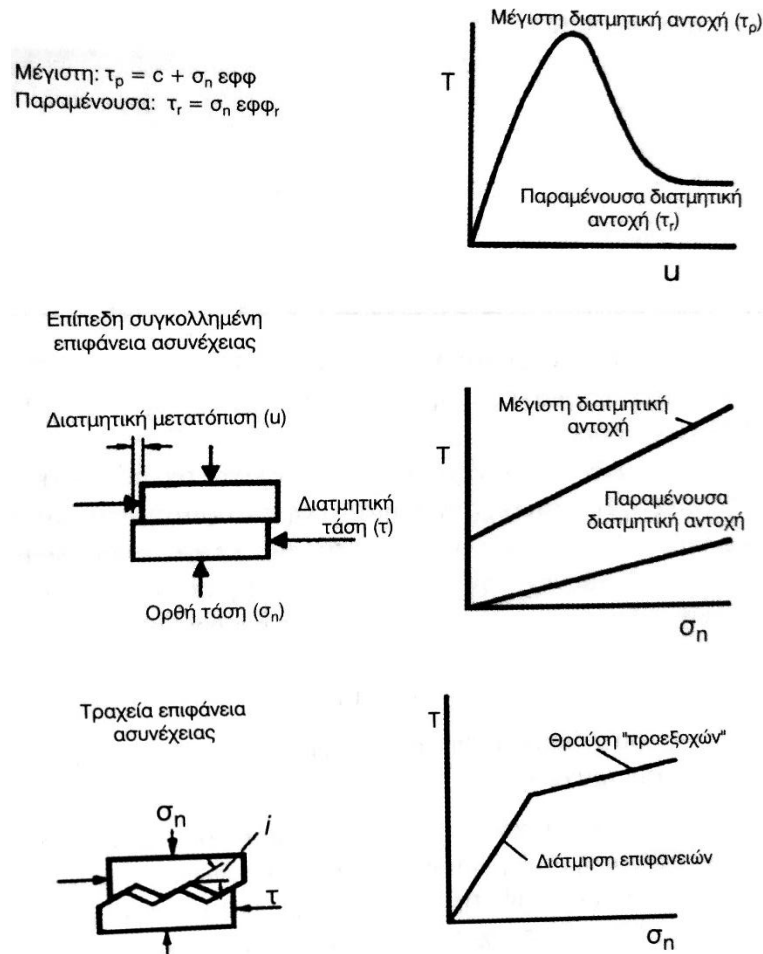 Μέγιστη: τp = c + σn εφφ
Παραμένουσα: τr = σn εφφr
Μέγιστη διατμητική αντοχή (τp)
T
Παραμένουσα διατμητική
αντοχή (τr)
u
Επίπεδη συγκολλημένη
επιφάνεια ασυνέχειας
Διατμητική μετατόπιση (u)
Διατμητική
τάση (τ)
Ορθή τάση (σn)
T
Μέγιστη διατμητική
αντοχή
Παραμένουσα
διατμητική αντοχή
σn
Τραχεία επιφάνεια
ασυνέχειας
σn
i
τ
T
Θραύση "προεξοχών"
Διάτμηση επιφανειών
σn